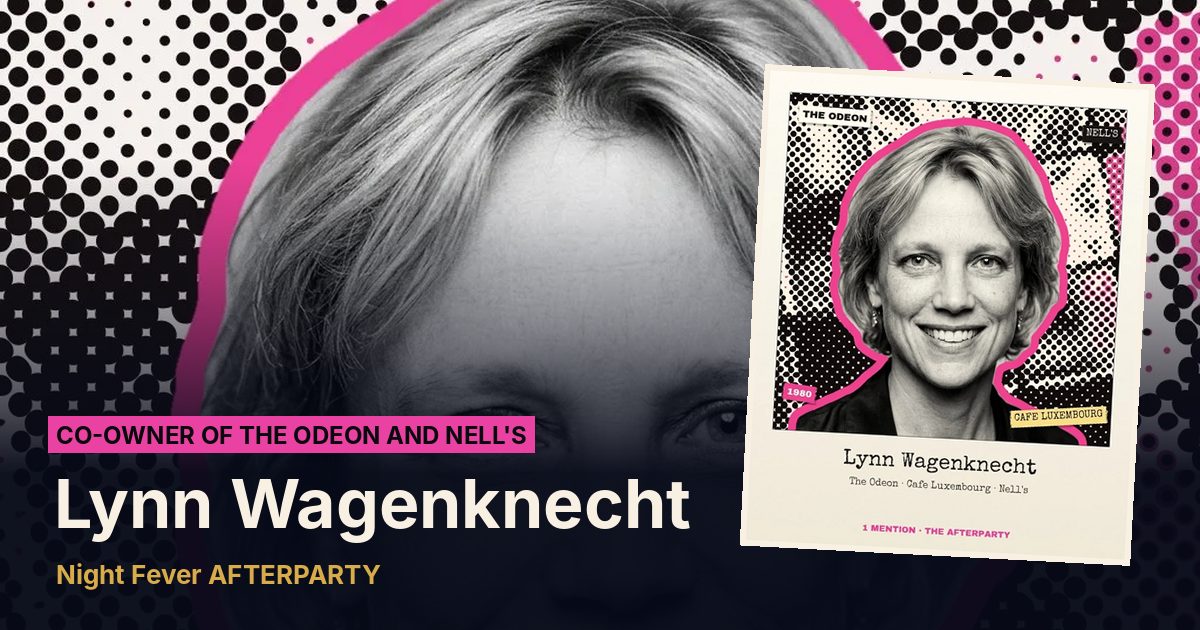 CO-OWNER OF THE ODEON AND NELL'S
Lynn Wagenknecht
Night Fever AFTERPARTY
THE ODEON
NELL'S
1980
CAFE LUXEMBOURG
Lynn Wagenknecht
The Odeon · Cafe Luxembourg · Nell's
1 MENTION · THE AFTERPARTY